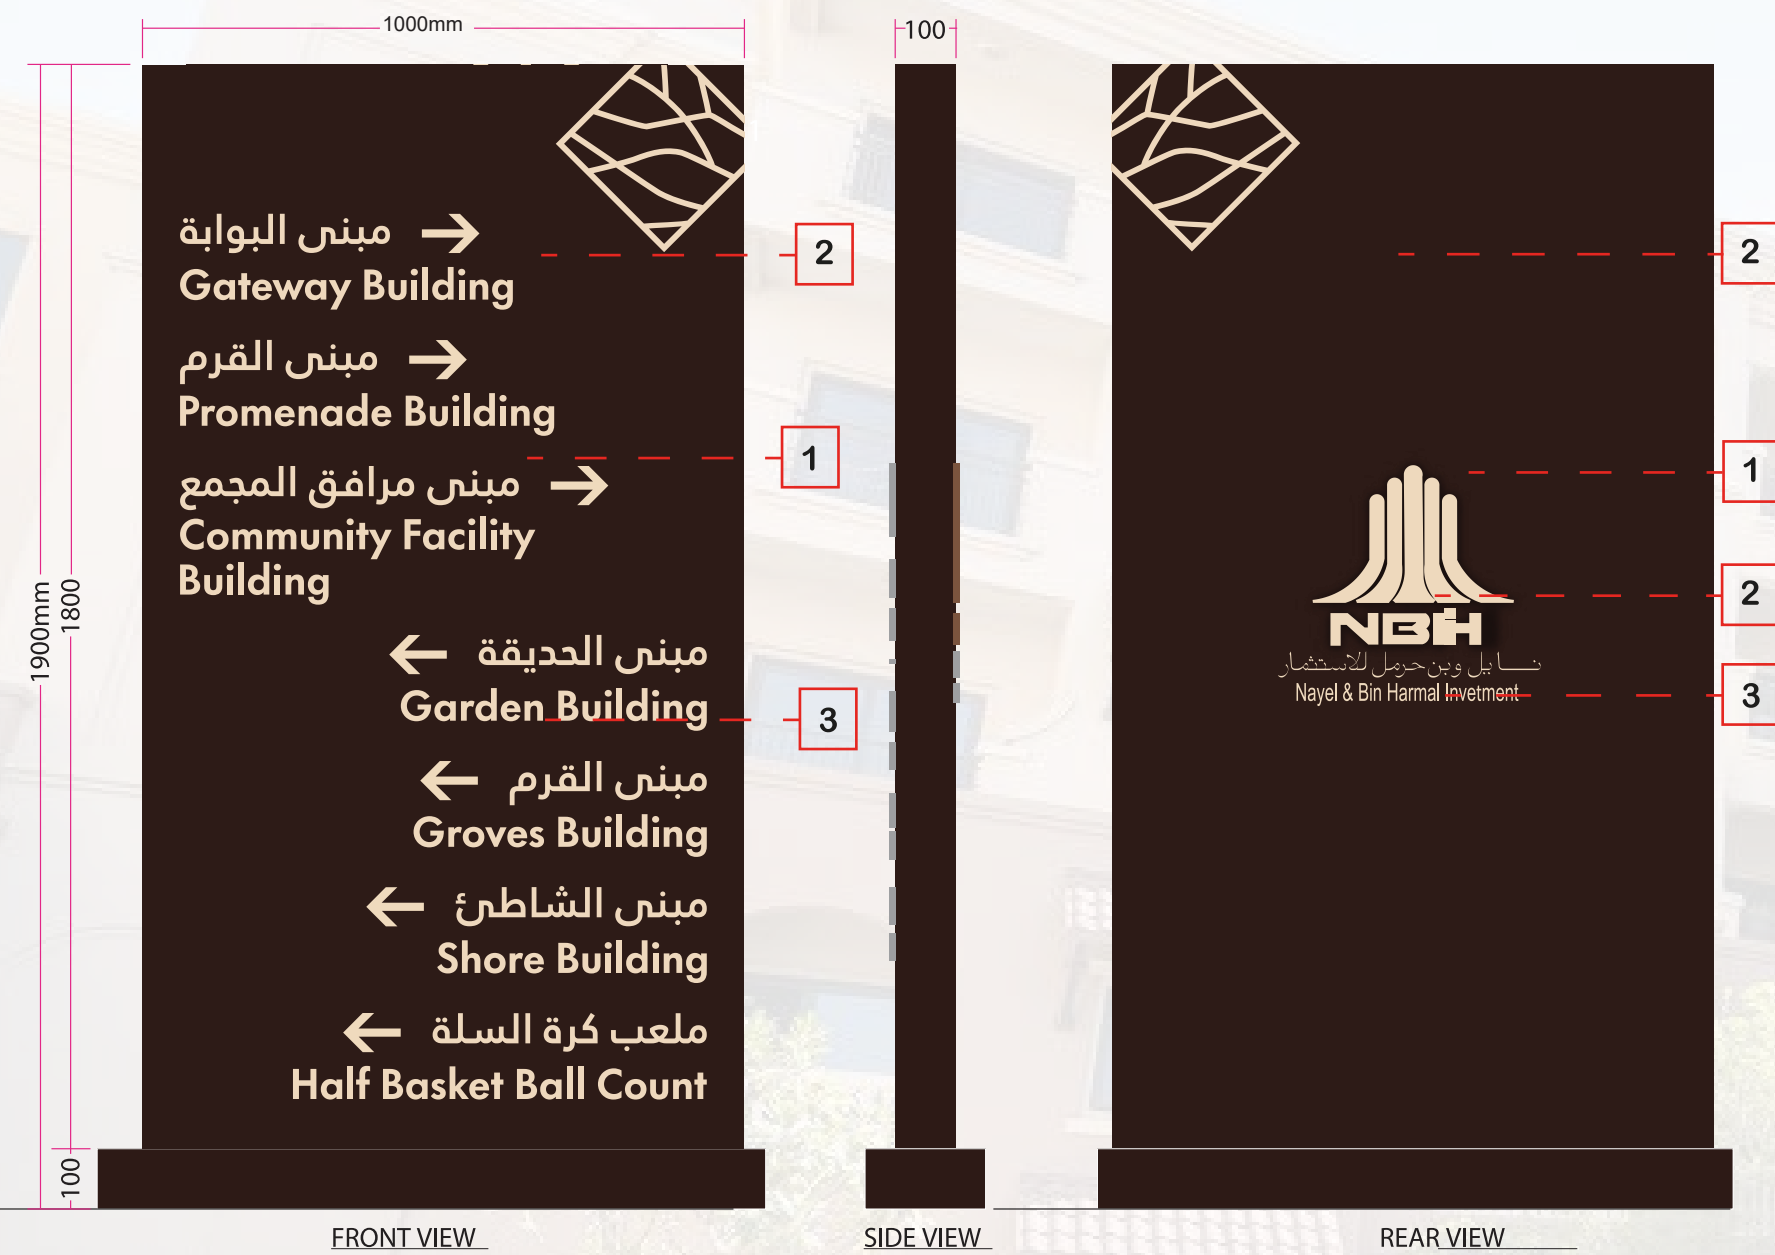 1000mm
100
1900mm
1800
100
مبنى البوابة
Gateway Building
مبنى القرم
Promenade Building
مبنى مرافق المجمع
Community Facility
Building
مبنى الحديقة
Garden Building
مبنى القرم
Groves Building
مبنى الشاطئ
Shore Building
ملعب كرة السلة
Half Basket Ball Count
2
1
3
FRONT VIEW
SIDE VIEW
NBH
نايل وبن حرمل للاستثمار
Nayel & Bin Harmal Invetment
2
1
2
3
REAR VIEW